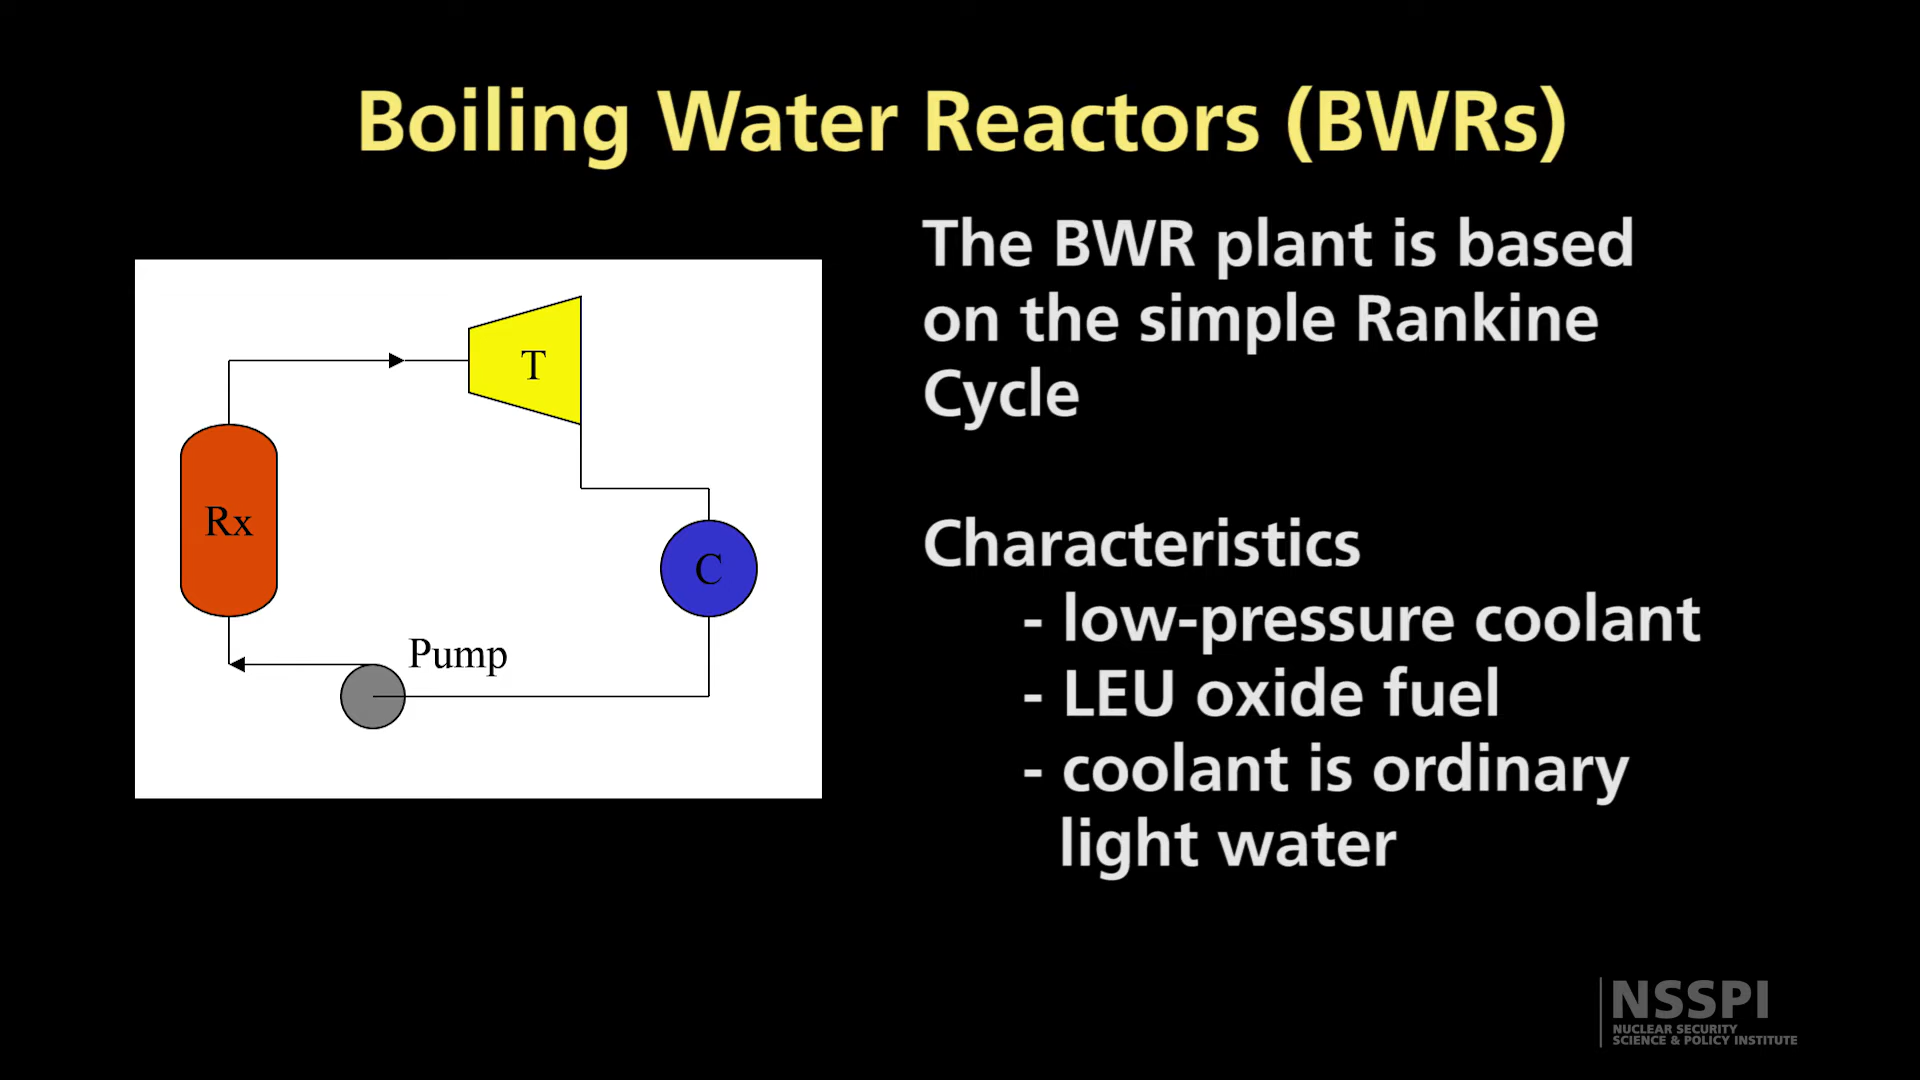 Boiling Water Reactors (BWRs)
T
Rx
C
Pump
The BWR plant is based
on the simple Rankine
Cycle
Characteristics
- low-pressure coolant
- LEU oxide fuel
- coolant is ordinary
light water
NSSPI
NUCLEAR SECURITY
SCIENCE & POLICY INSTITUTE